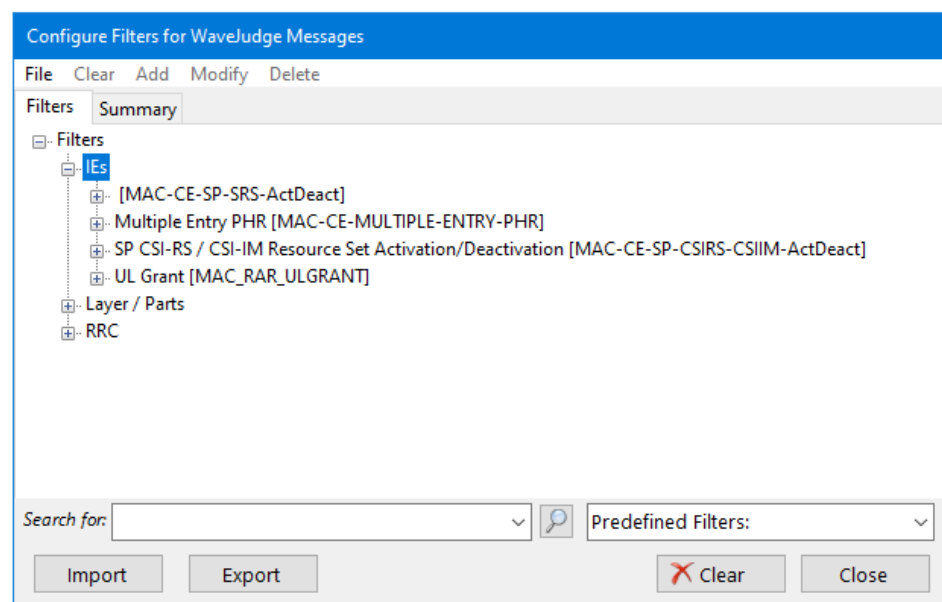 Configure Filters for WaveJudge Messages
File Clear Add Modify Delete
Filters Summary
Filters
IEs
[MAC-CE-SP-SRS-ActDeact]
Multiple Entry PHR [MAC-CE-MULTIPLE-ENTRY-PHR]
SP CSI-RS / CSI-IM Resource Set Activation/Deactivation [MAC-CE-SP-CSIRS-CSIIM-ActDeact]
UL Grant [MAC_RAR_ULGRANT]
Layer / Parts
RRC
Search for: Predefined Filters:
Import Export Clear Close